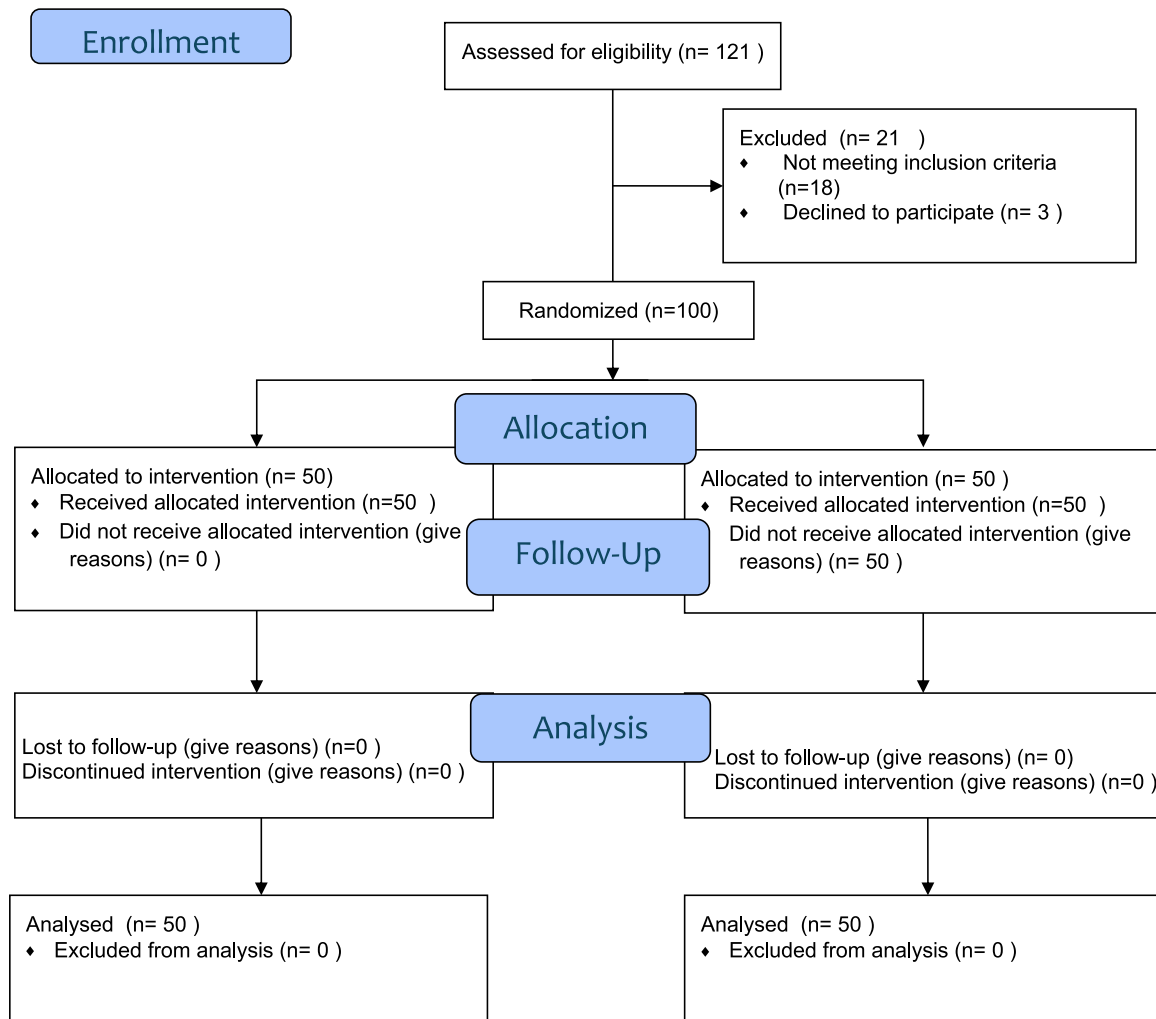 Enrollment
Assessed for eligibility (n= 121 )
Excluded (n= 21 )
♦ Not meeting inclusion criteria
(n=18)
♦ Declined to participate (n= 3 )
Randomized (n=100)
Allocation
Allocated to intervention (n= 50)
♦ Received allocated intervention (n=50 )
♦ Did not receive allocated intervention (give
reasons) (n= 0 )
Allocated to intervention (n= 50 )
♦ Received allocated intervention (n=50 )
Did not receive allocated intervention (give
reasons) (n= 50 )
Follow-Up
Lost to follow-up (give reasons) (n=0 )
Discontinued intervention (give reasons) (n=0 )
Analysis
Lost to follow-up (give reasons) (n= 0)
Discontinued intervention (give reasons) (n=0 )
Analysed (n= 50 )
♦ Excluded from analysis (n= 0 )
Analysed (n= 50 )
♦ Excluded from analysis (n= 0 )